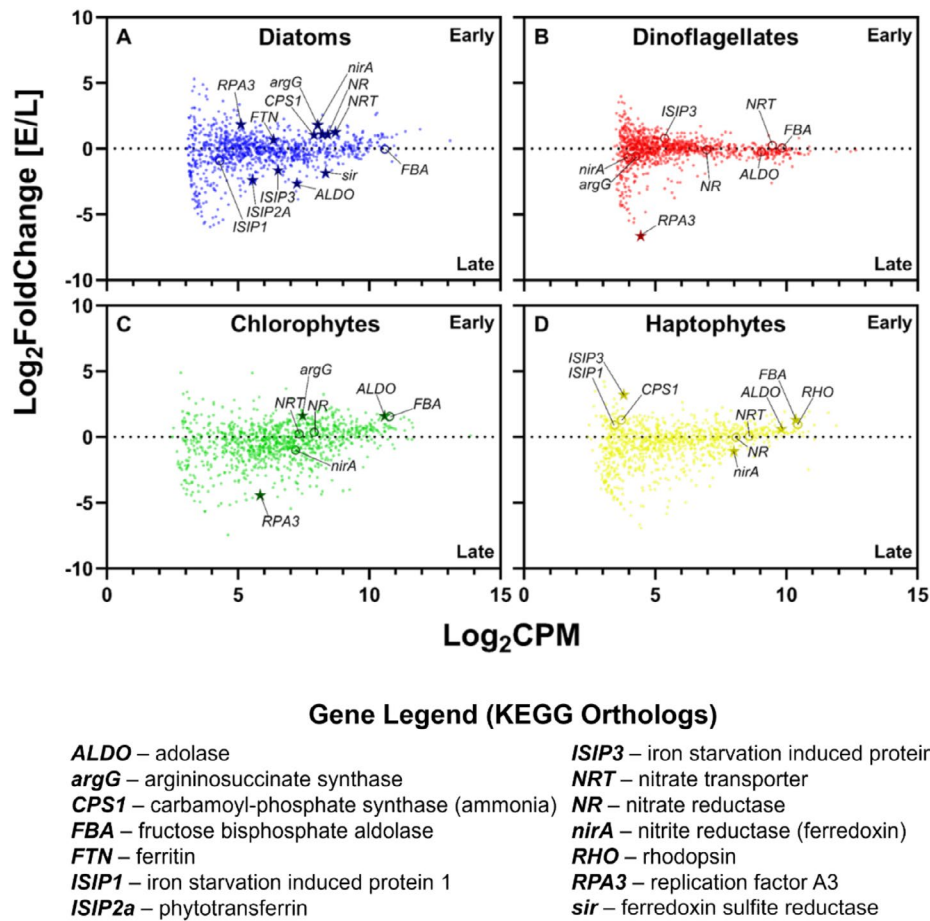 Log2FoldChange [E/L]
A
Diatoms
Early
10
5
0
-5
-10
RPA3
FTN
argG
CPS1
nirA
NR
NRT
FBA
sir
ALDO
ISIP3
ISIP2A
ISIP1
Late
B
Dinoflagellates
Early
ISIP3
NRT
FBA
nirA
argG
NR
ALDO
RPA3
Late
C
Chlorophytes
Early
10
5
0
-5
-10
argG
NRT
NR
ALDO
FBA
nirA
RPA3
Late
0
5
10
15
D
Haptophytes
Early
ISIP3
ISIP1
CPS1
FBA
ALDO
RHO
NRT
NR
nirA
Late
0
5
10
15
Log2CPM
Gene Legend (KEGG Orthologs)
ALDO – adolase
argG – argininosuccinate synthase
CPS1 – carbamoyl-phosphate synthase (ammonia)
FBA – fructose bisphosphate aldolase
FTN – ferritin
ISIP1 – iron starvation induced protein 1
ISIP2a – phytotransferrin
ISIP3 – iron starvation induced protein
NRT – nitrate transporter
NR – nitrate reductase
nirA – nitrite reductase (ferredoxin)
RHO – rhodopsin
RPA3 – replication factor A3
sir – ferredoxin sulfite reductase